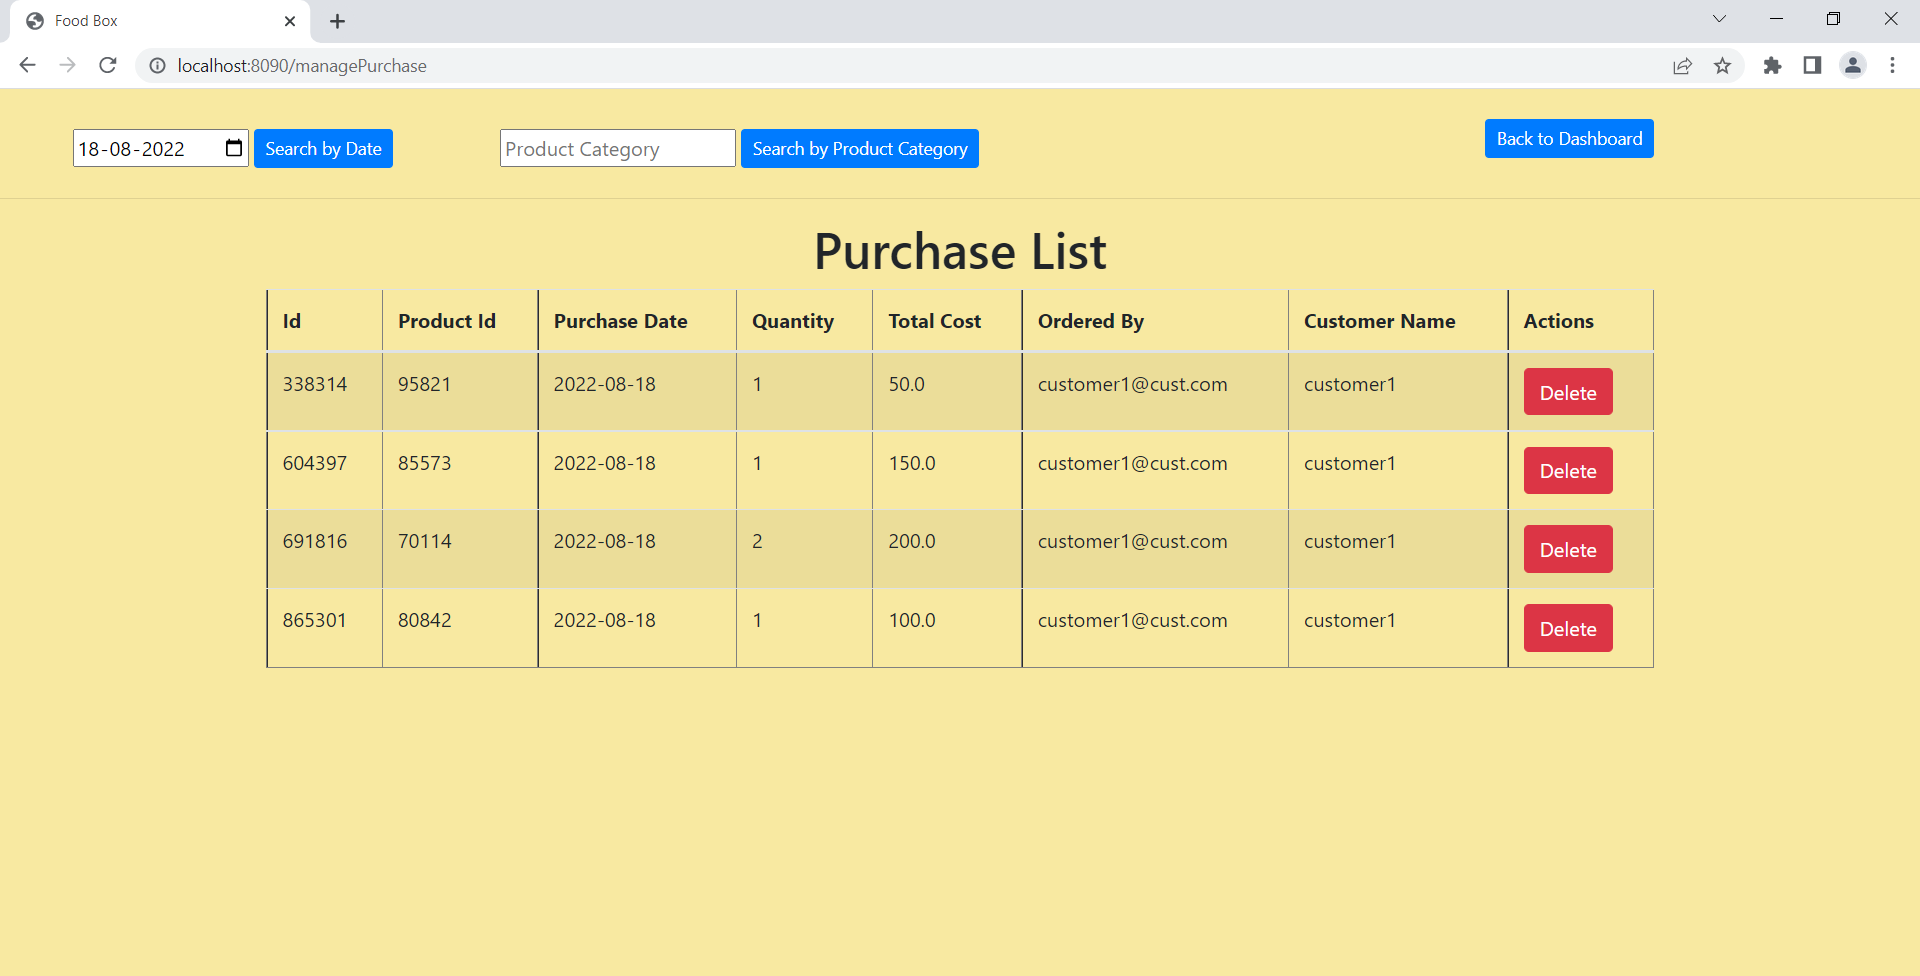 Food Box
localhost:8090/managePurchase
18-08-2022 Search by Date Product Category Search by Product Category Back to Dashboard
Purchase List
Id Product Id Purchase Date Quantity Total Cost Ordered By Customer Name Actions
338314 95821 2022-08-18 1 50.0 customer1@cust.com customer1 Delete
604397 85573 2022-08-18 1 150.0 customer1@cust.com customer1 Delete
691816 70114 2022-08-18 2 200.0 customer1@cust.com customer1 Delete
865301 80842 2022-08-18 1 100.0 customer1@cust.com customer1 Delete